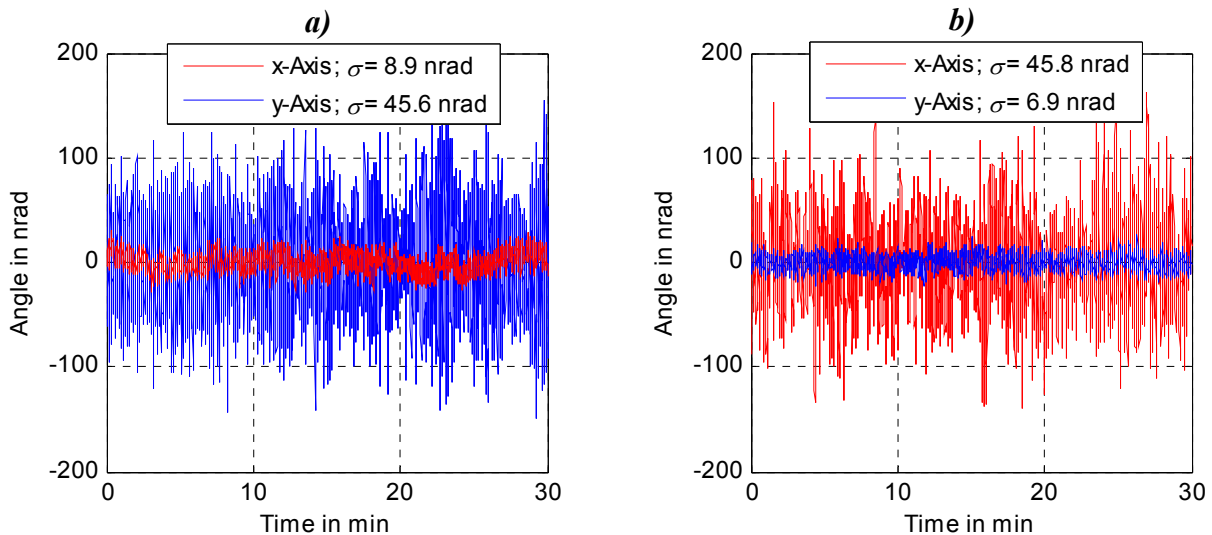 a)
200
100
0
-100
-200
Angle in nrad
x-Axis; σ= 8.9 nrad
y-Axis; σ= 45.6 nrad
0 10 20 30
Time in min
b)
200
100
0
-100
-200
Angle in nrad
x-Axis; σ= 45.8 nrad
y-Axis; σ= 6.9 nrad
0 10 20 30
Time in min